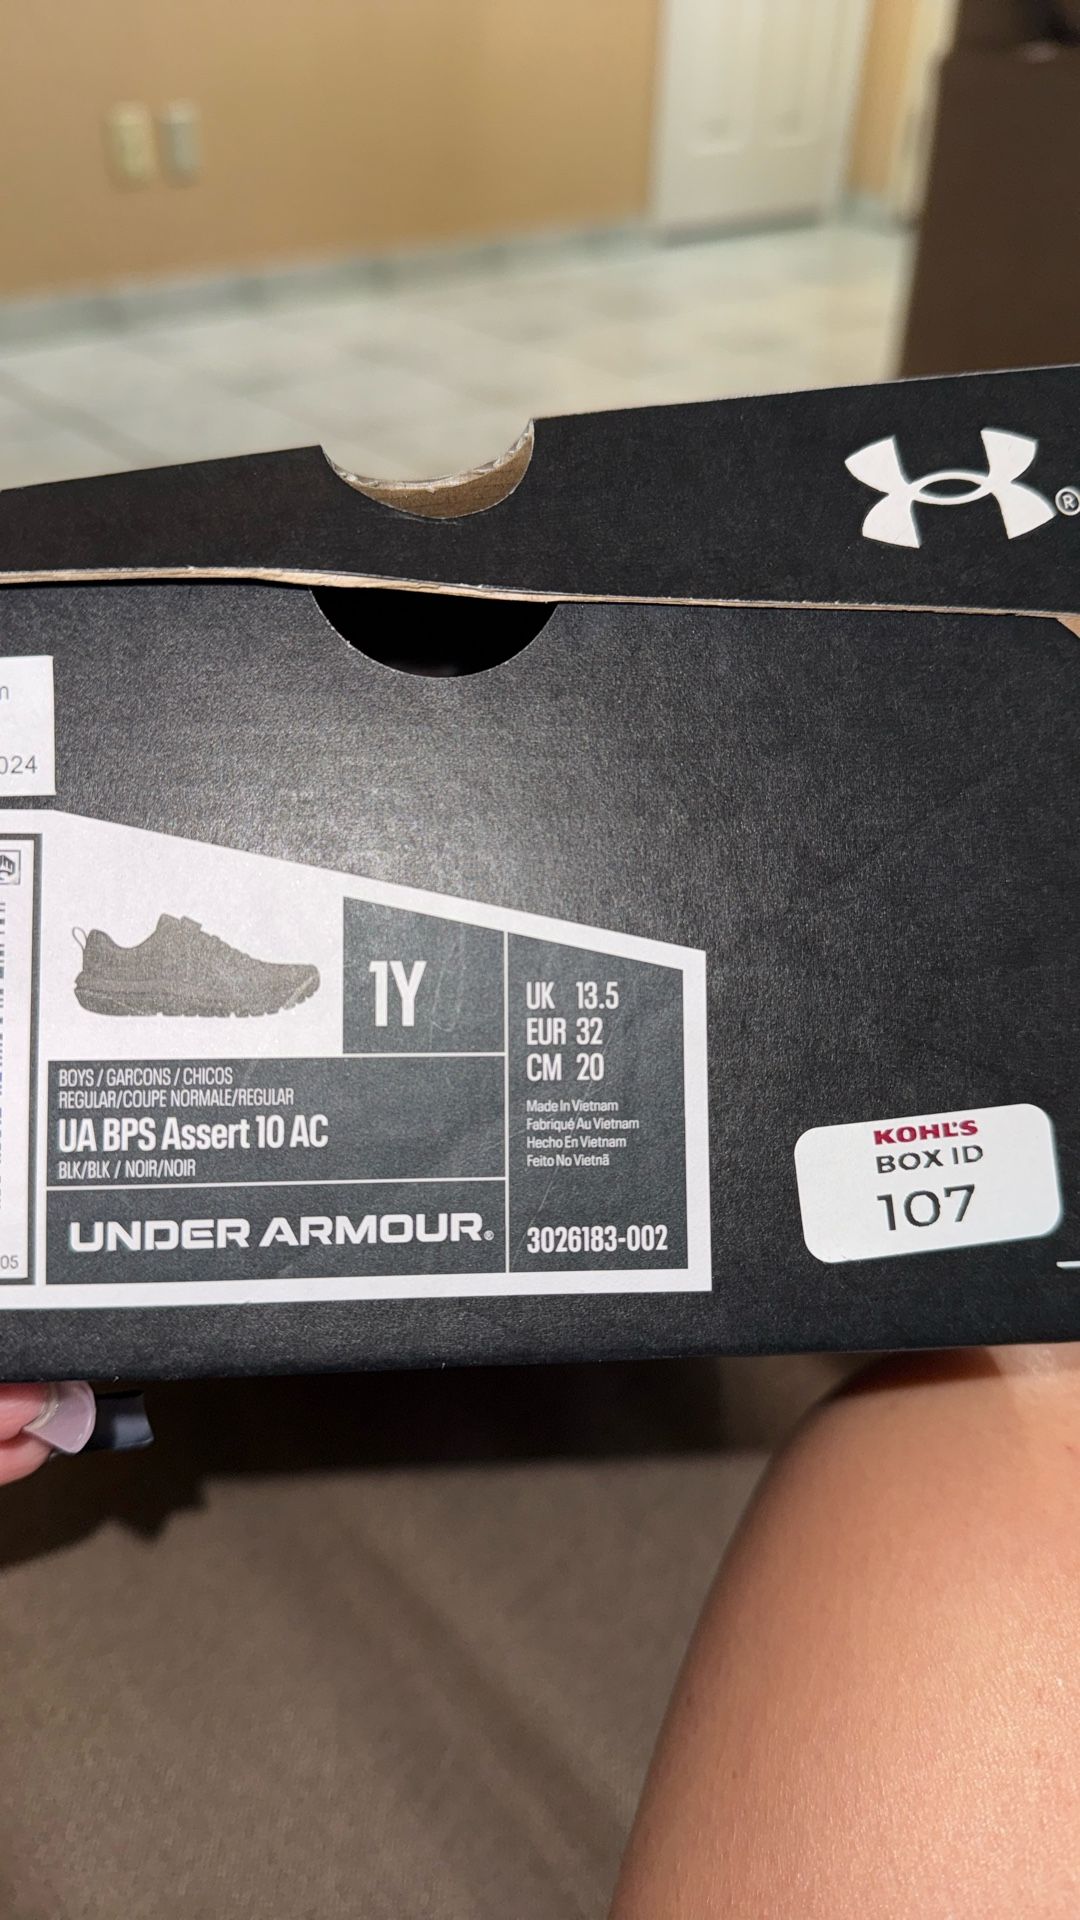 ®
024
1Y
UK 13.5
EUR 32
CM 20
BOYS / GARCONS / CHICOS
REGULAR/COUPE NORMALE/REGULAR
UA BPS Assert 10 AC
BLK/BLK / NOIR/NOIR
Made In Vietnam
Fabriqué Au Vietnam
Hecho En Vietnam
Feito No Vietnã
UNDER ARMOUR®
3026183-002
05
KOHL'S
BOX ID
107